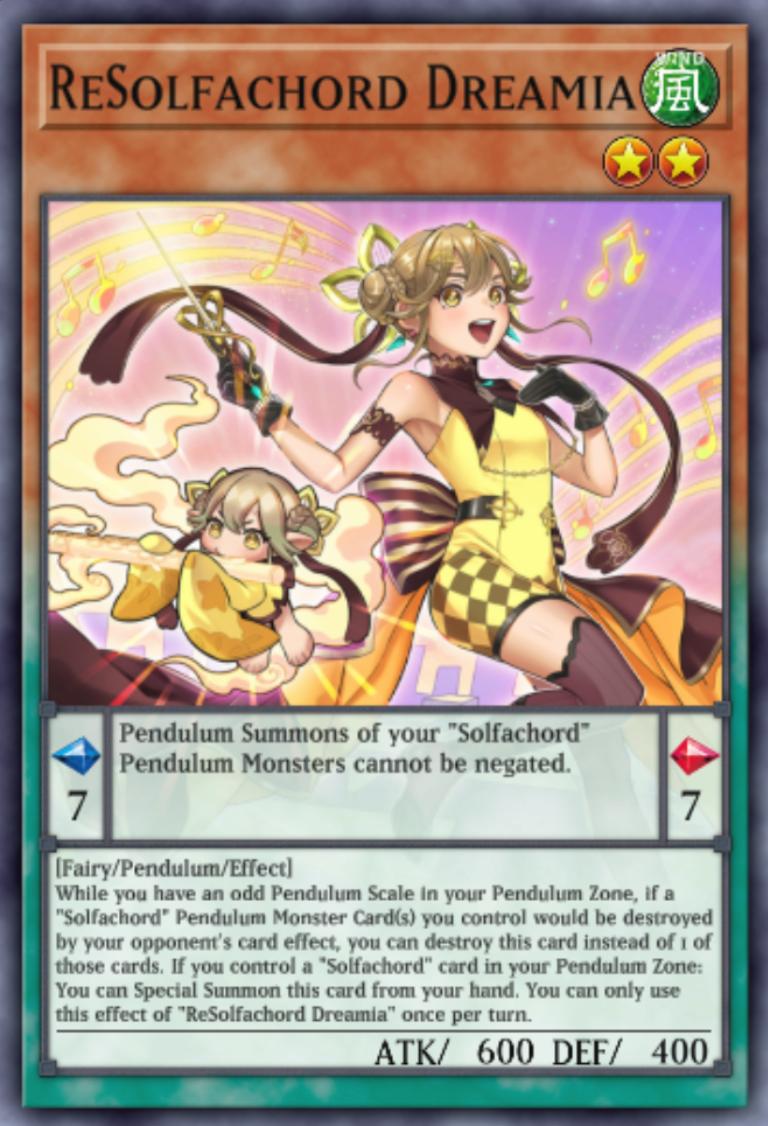 ReSolfachord Dreamia
WIND
風
Pendulum Summons of your "Solfachord"
Pendulum Monsters cannot be negated.
7
7
[Fairy/Pendulum/Effect]
While you have an odd Pendulum Scale in your Pendulum Zone, if a
"Solfachord" Pendulum Monster Card(s) you control would be destroyed
by your opponent's card effect, you can destroy this card instead of 1 of
those cards. If you control a "Solfachord" card in your Pendulum Zone:
You can Special Summon this card from your hand. You can only use
this effect of "ReSolfachord Dreamia" once per turn.
ATK/ 600 DEF/ 400